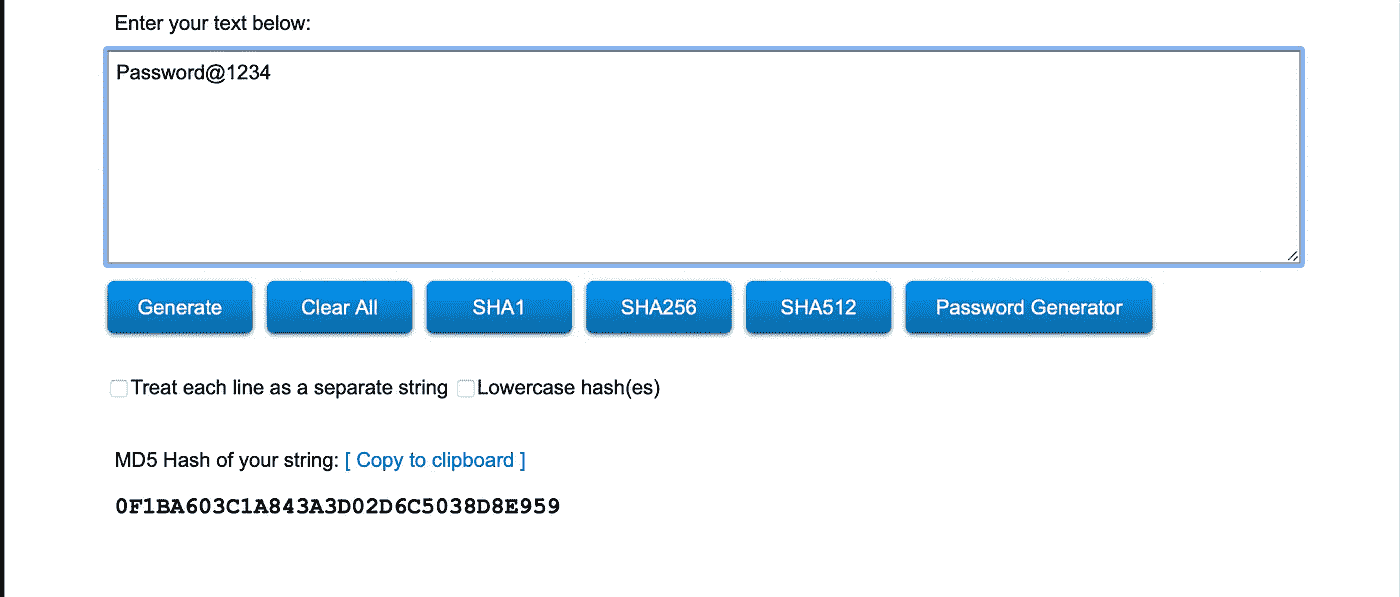 Enter your text below:
Password@1234
Generate Clear All SHA1 SHA256 SHA512 Password Generator
Treat each line as a separate string Lowercase hash(es)
MD5 Hash of your string: [ Copy to clipboard ]
0F1BA603C1A843A3D02D6C5038D8E959